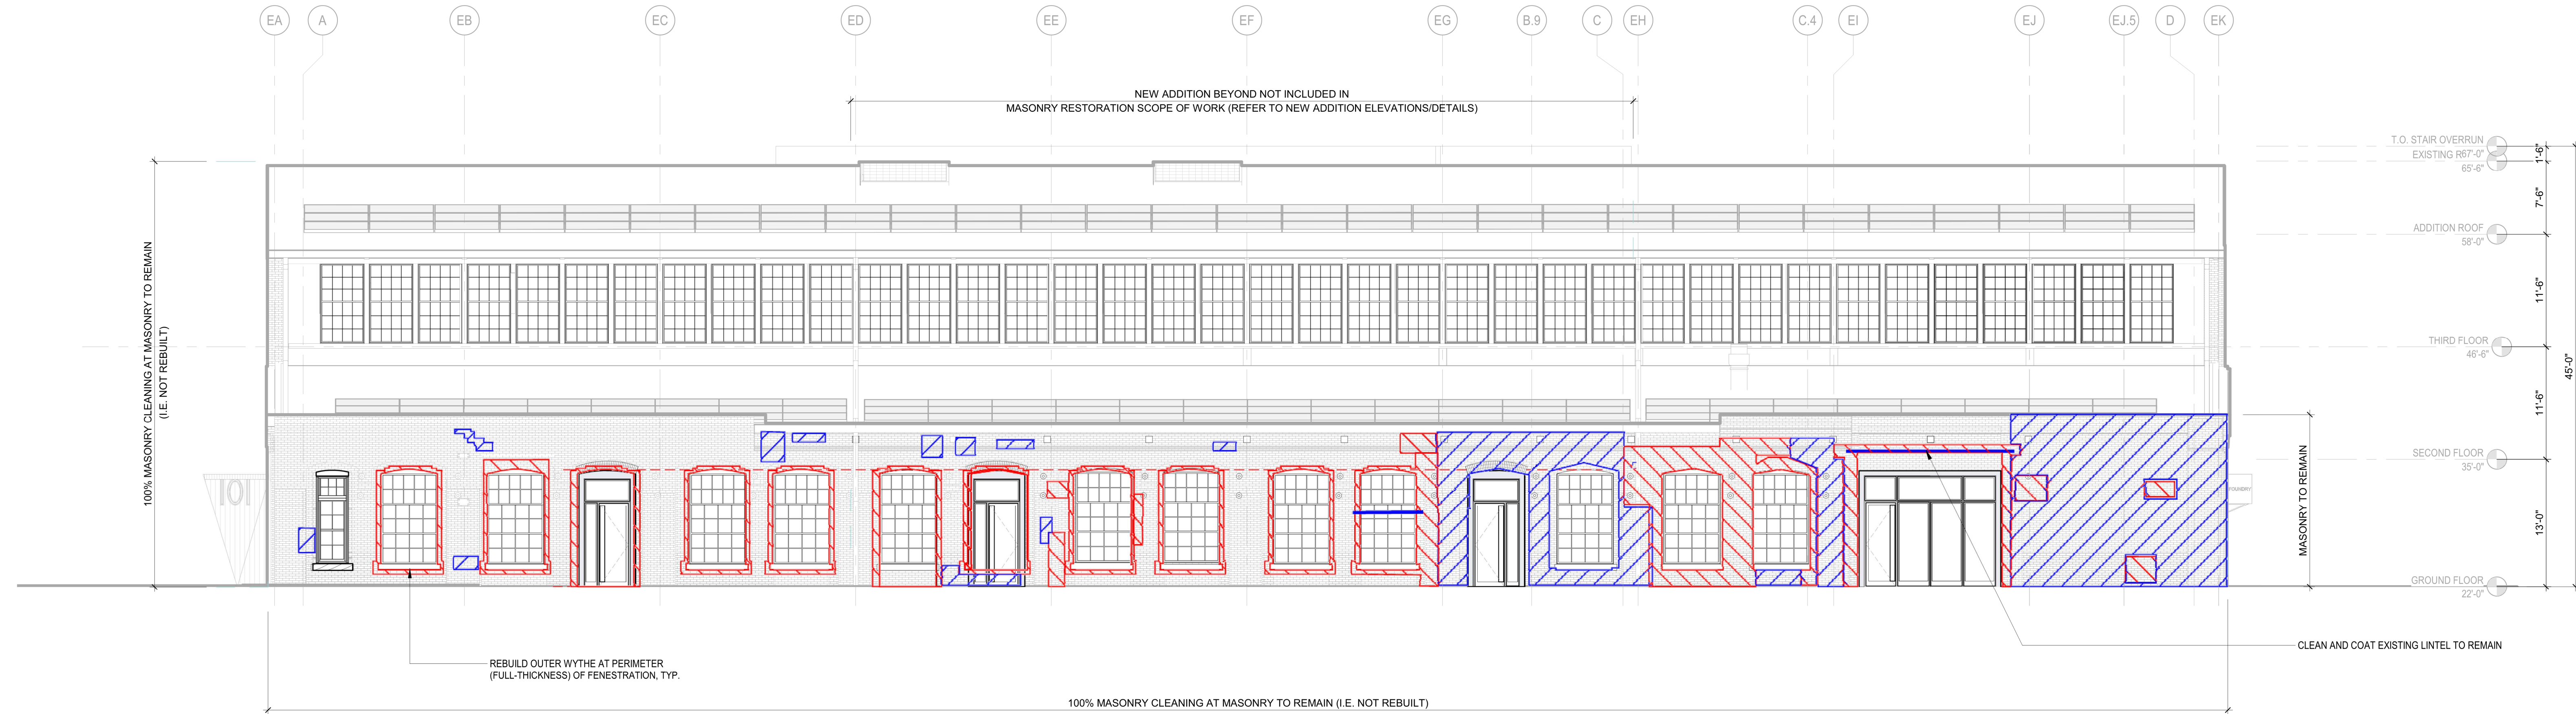 EA A EB EC ED EE EF EG B.9 C EH C.4 EI EJ EJ.5 D EK
NEW ADDITION BEYOND NOT INCLUDED IN
MASONRY RESTORATION SCOPE OF WORK (REFER TO NEW ADDITION ELEVATIONS/DETAILS)
T.O. STAIR OVERRUN
67'-0"
EXISTING R
65'-6"
1'-6"
7'-6"
ADDITION ROOF
58'-0"
11'-6"
THIRD FLOOR
46'-6"
45'-0"
11'-6"
SECOND FLOOR
35'-0"
13'-0"
GROUND FLOOR
22'-0"
100% MASONRY CLEANING AT MASONRY TO REMAIN
(I.E. NOT REBUILT)
101
FOUNDRY
MASONRY TO REMAIN
REBUILD OUTER WYTHE AT PERIMETER
(FULL-THICKNESS) OF FENESTRATION, TYP.
CLEAN AND COAT EXISTING LINTEL TO REMAIN
100% MASONRY CLEANING AT MASONRY TO REMAIN (I.E. NOT REBUILT)